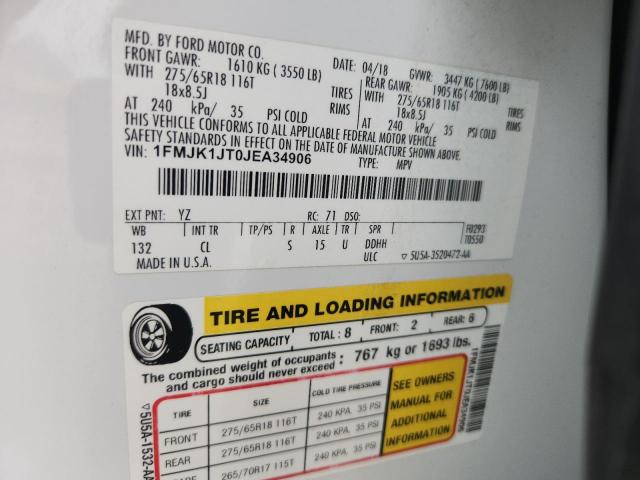 MFD. BY FORD MOTOR CO.
DATE 04/18 GVWR: 3447 KG (7600 LB)
FRONT GAWR: 1610 KG (3550 LB) REAR GAWR: 1905 KG (4200 LB)
WITH 275/65R18 116T TIRES WITH 275/65R18 116T TIRES
18x8.5J RIMS 18x8.5J RIMS
AT 240 kPa/ 35 PSI COLD AT 240 kPa/ 35 PSI COLD
THIS VEHICLE CONFORMS TO ALL APPLICABLE FEDERAL MOTOR VEHICLE
SAFETY STANDARDS IN EFFECT ON THE DATE OF MANUFACTURE SHOWN ABOVE.
VIN: 1FMJK1JT0JEA34906 TYPE: MPV
EXT PNT: YZ RC: 71 DSO:
WB INT TR TP/PS R AXLE TR SPR
132 CL S 15 U DDHH
ULC
F0293
T0550
MADE IN U.S.A. 5U5A-3520472-AA
TIRE AND LOADING INFORMATION
SEATING CAPACITY TOTAL: 8 FRONT: 2 REAR: 6
The combined weight of occupants and cargo should never exceed : 767 kg or 1693 lbs.
TIRE SIZE COLD TIRE PRESSURE
FRONT 275/65R18 116T 240 KPA, 35 PSI
REAR 275/65R18 116T 240 KPA, 35 PSI
265/70R17 115T 240 KPA, 35 PSI
SEE OWNERS
MANUAL FOR
ADDITIONAL
INFORMATION
5U5A-1532-AA
1FMJK1JT0JEA34906